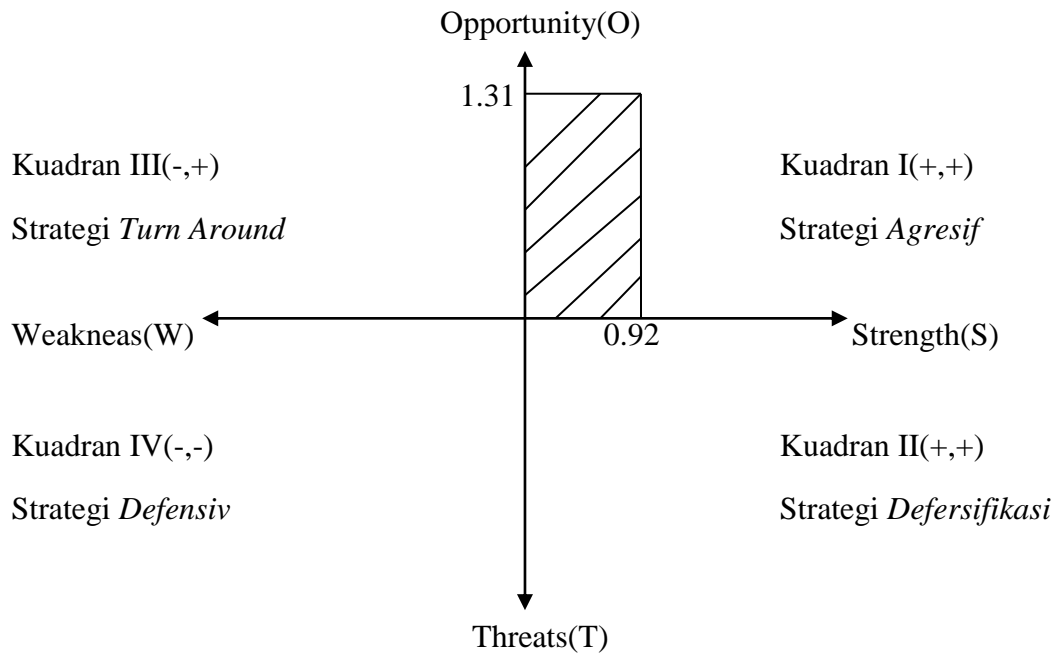 Opportunity(O)
1.31
Kuadran III(-,+)
Kuadran I(+,+)
Strategi Turn Around
Strategi Agresif
Weakneas(W)
0.92
Strength(S)
Kuadran IV(-,-)
Kuadran II(+,+)
Strategi Defensiv
Strategi Defersifikasi
Threats(T)